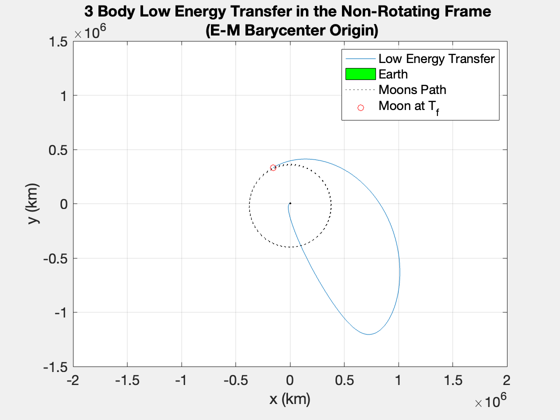 3 Body Low Energy Transfer in the Non-Rotating Frame
(E-M Barycenter Origin)
×10⁶
1.5
1
0.5
0
-0.5
-1
-1.5
y (km)
Low Energy Transfer
Earth
Moons Path
Moon at T_f
-2 -1.5 -1 -0.5 0 0.5 1 1.5 2
x (km)
×10⁶